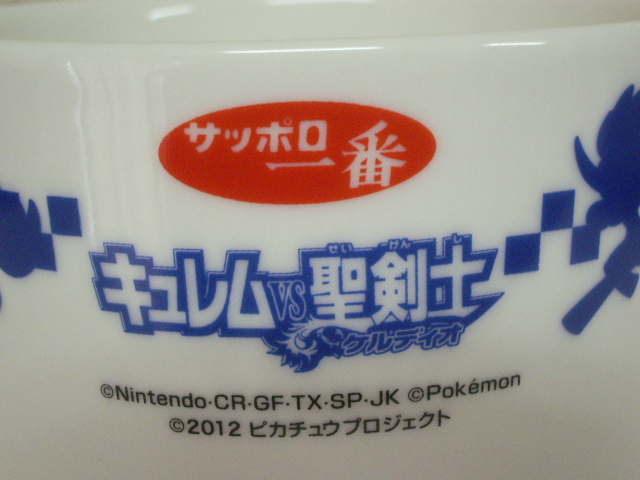 サッポロ
一番
せいけんし
キュレムVS聖剣士
ケルディオ
©Nintendo·CR·GF·TX·SP·JK ©Pokémon
©2012 ピカチュウプロジェクト